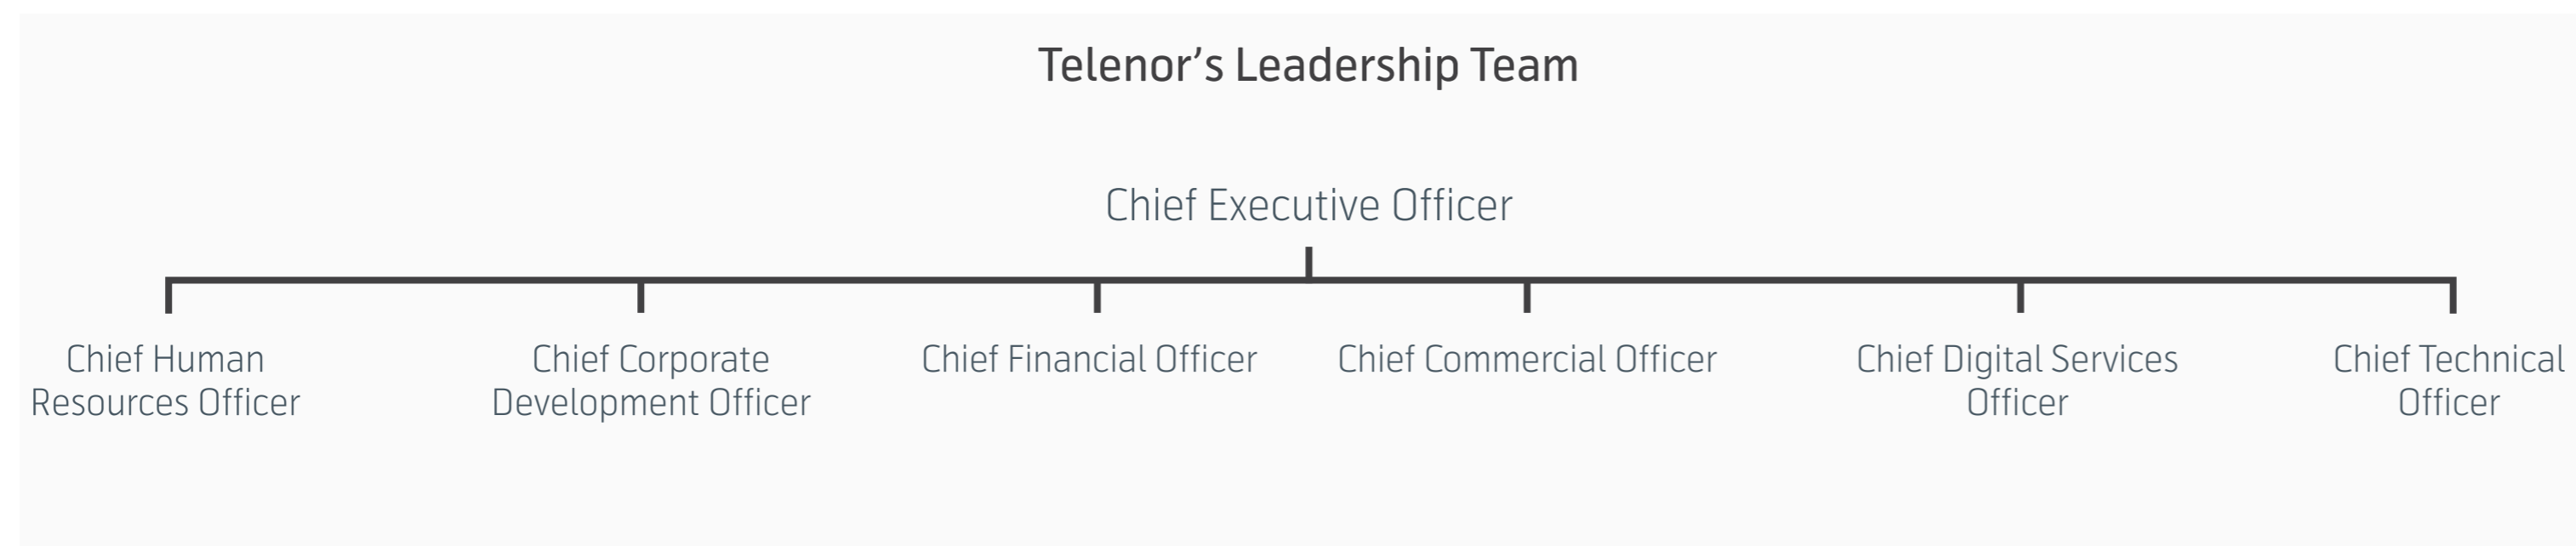 Telenor’s Leadership Team
Chief Executive Officer
Chief Human
Resources Officer
Chief Corporate
Development Officer
Chief Financial Officer
Chief Commercial Officer
Chief Digital Services
Officer
Chief Technical
Officer